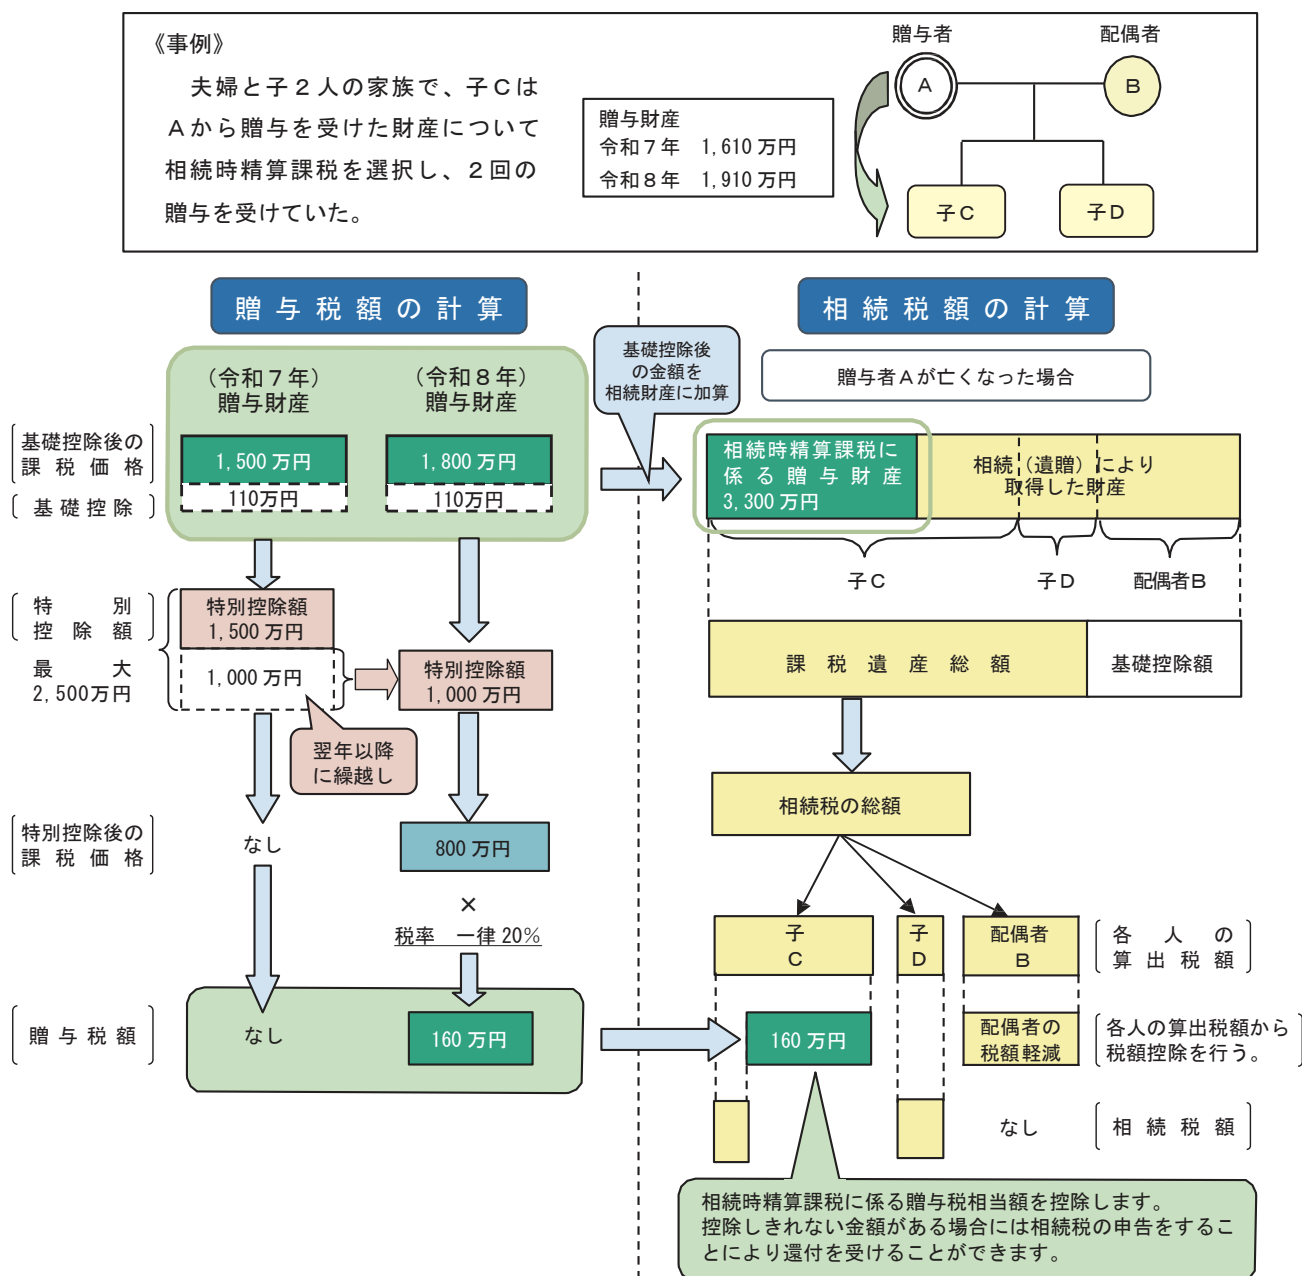 《事例》
夫婦と子2人の家族で、子Cは
Aから贈与を受けた財産について
相続時精算課税を選択し、2回の
贈与を受けていた。
贈与財産
令和7年 1,610万円
令和8年 1,910万円
贈与者
配偶者
A
B
子C
子D
贈与税額の計算
相続税額の計算
基礎控除後
の金額を
相続財産に加算
贈与者Aが亡くなった場合
(令和7年)
贈与財産
(令和8年)
贈与財産
基礎控除後の
課税価格
1,500万円
1,800万円
基礎控除
110万円
110万円
相続時精算課税に
係る贈与財産
3,300万円
相続(遺贈)により
取得した財産
子C
子D
配偶者B
特別
控除額
最大
2,500万円
特別控除額
1,500万円
1,000万円
特別控除額
1,000万円
翌年以降
に繰越し
課税遺産総額
基礎控除額
相続税の総額
特別控除後の
課税価格
なし
800万円
×
税率 一律20%
子
C
子
D
配偶者
B
各人の
算出税額
贈与税額
なし
160万円
160万円
配偶者の
税額軽減
各人の算出税額から
税額控除を行う。
なし
相続税額
相続時精算課税に係る贈与税相当額を控除します。
控除しきれない金額がある場合には相続税の申告をするこ
とにより還付を受けることができます。